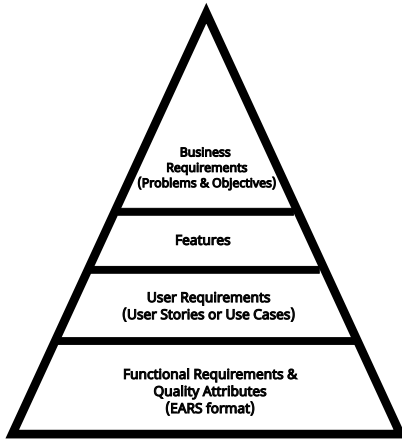 Business
Requirements
(Problems & Objectives)
Features
User Requirements
(User Stories or Use Cases)
Functional Requirements &
Quality Attributes
(EARS format)